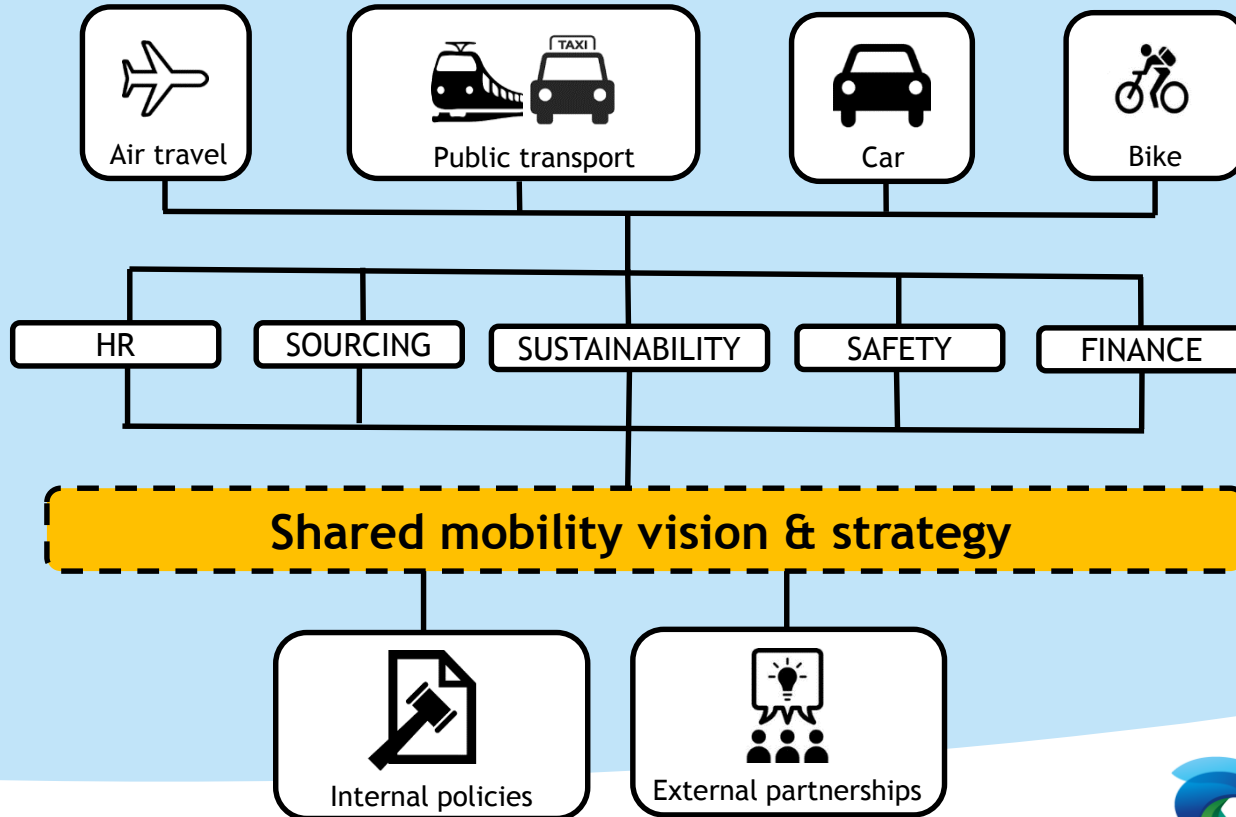 TAXI
Air travel
Public transport
Car
Bike
HR
SOURCING
SUSTAINABILITY
SAFETY
FINANCE
Shared mobility vision & strategy
Internal policies
External partnerships